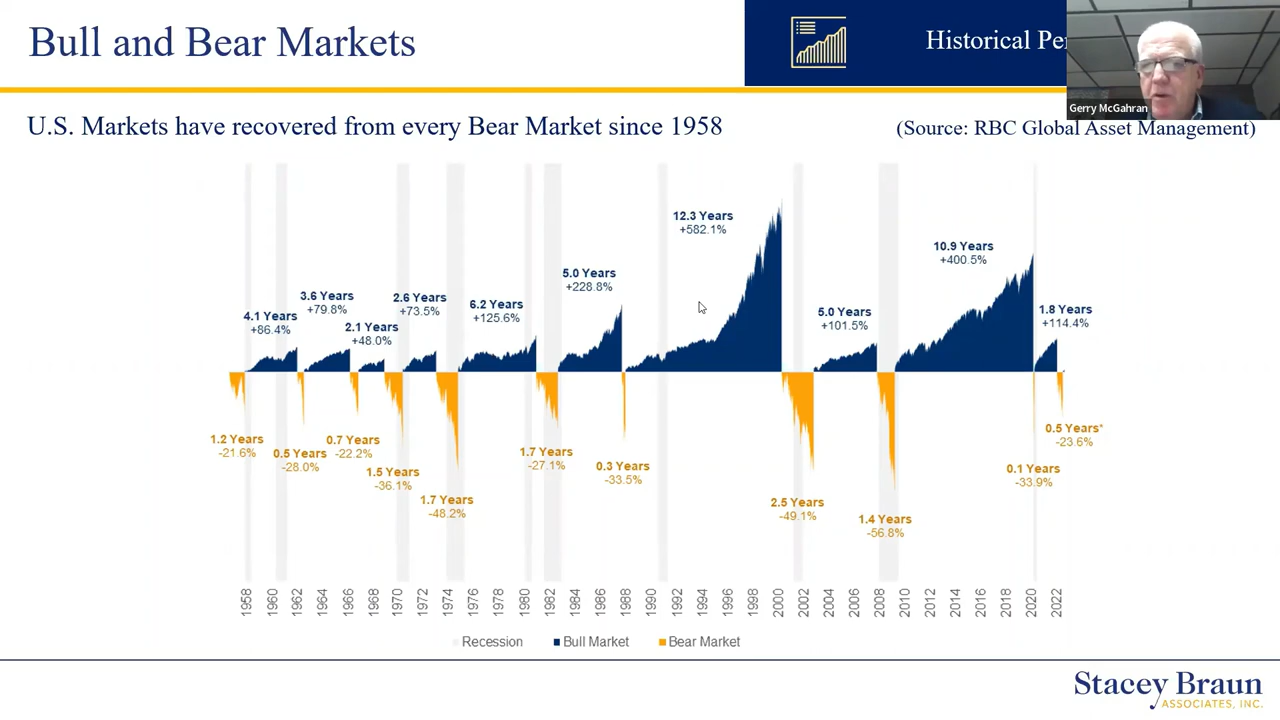 Bull and Bear Markets
Historical
Gerry McGahran
U.S. Markets have recovered from every Bear Market since 1958
(Source: RBC Global Asset Management)
12.3 Years
+582.1%
10.9 Years
+400.5%
5.0 Years
+228.8%
3.6 Years
+79.8%
2.6 Years
+73.5%
6.2 Years
+125.6%
4.1 Years
+86.4%
2.1 Years
+48.0%
5.0 Years
+101.5%
1.8 Years
+114.4%
1.2 Years
-21.6%
0.5 Years
-28.0%
0.7 Years
-22.2%
1.5 Years
-36.1%
1.7 Years
-48.2%
1.7 Years
-27.1%
0.3 Years
-33.5%
2.5 Years
-49.1%
1.4 Years
-56.8%
0.1 Years
-33.9%
0.5 Years*
-23.6%
1958 1960 1962 1964 1966 1968 1970 1972 1974 1976 1978 1980 1982 1984 1986 1988 1990 1992 1994 1996 1998 2000 2002 2004 2006 2008 2010 2012 2014 2016 2018 2020 2022
Recession Bull Market Bear Market
Stacey Braun
ASSOCIATES, INC.